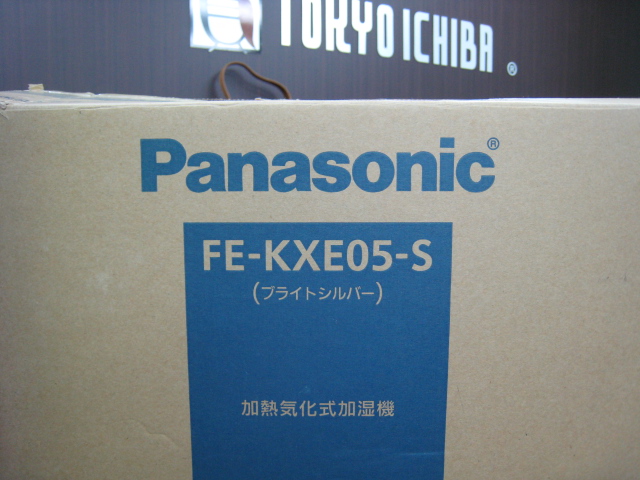 TOKYO ICHIBA ®
Panasonic®
FE-KXE05-S
(ブライトシルバー)
加熱気化式加湿機